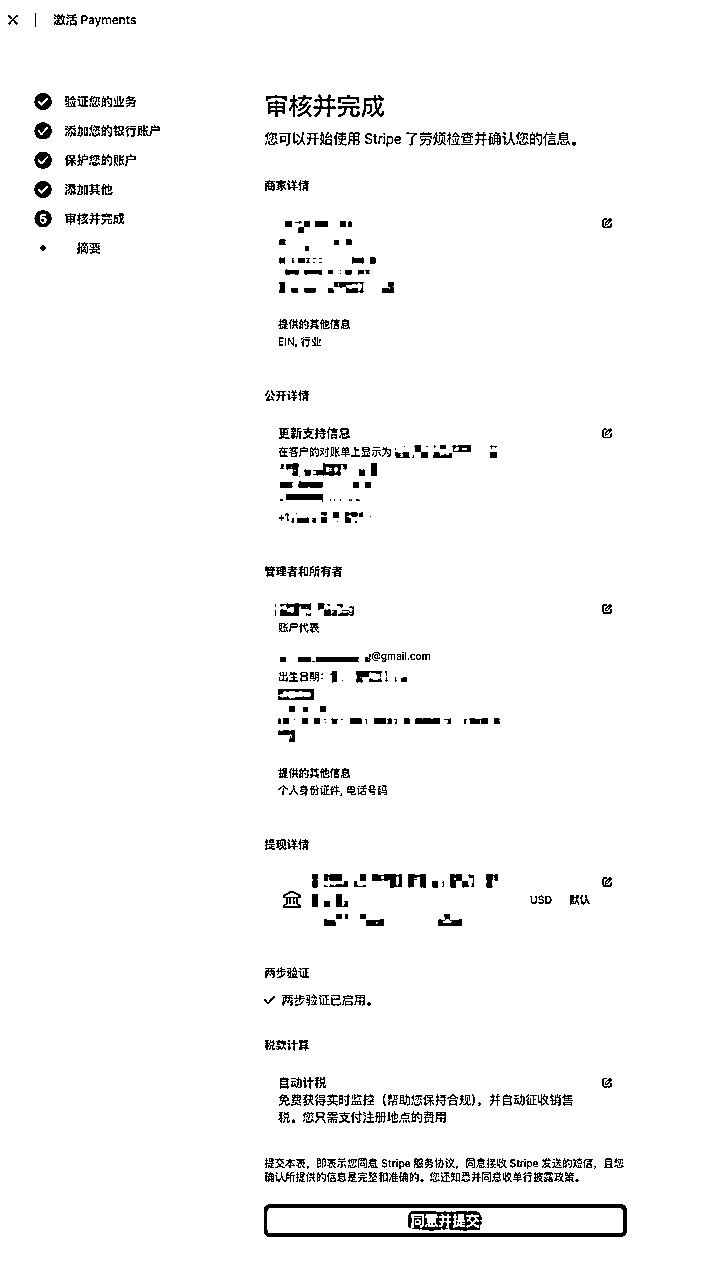 激活 Payments
验证您的业务
添加您的银行账户
保护您的账户
添加其他
5 审核并完成
摘要
审核并完成
您可以开始使用 Stripe 了劳烦检查并确认您的信息。
商家详情
提供的其他信息
EIN, 行业
公开详情
更新支持信息
在客户的对账单上显示为
管理者和所有者
账户代表
@gmail.com
出生日期：
提供的其他信息
个人身份证件, 电话号码
提现详情
USD 默认
两步验证
两步验证已启用。
税款计算
自动计税
免费获得实时监控（帮助您保持合规），并自动征收销售
税。您只需支付注册地点的费用
提交本表，即表示您同意 Stripe 服务协议，同意接收 Stripe 发送的短信，且您
确认所提供的信息是完整和准确的。您还知悉并同意收单行披露政策。
同意并提交